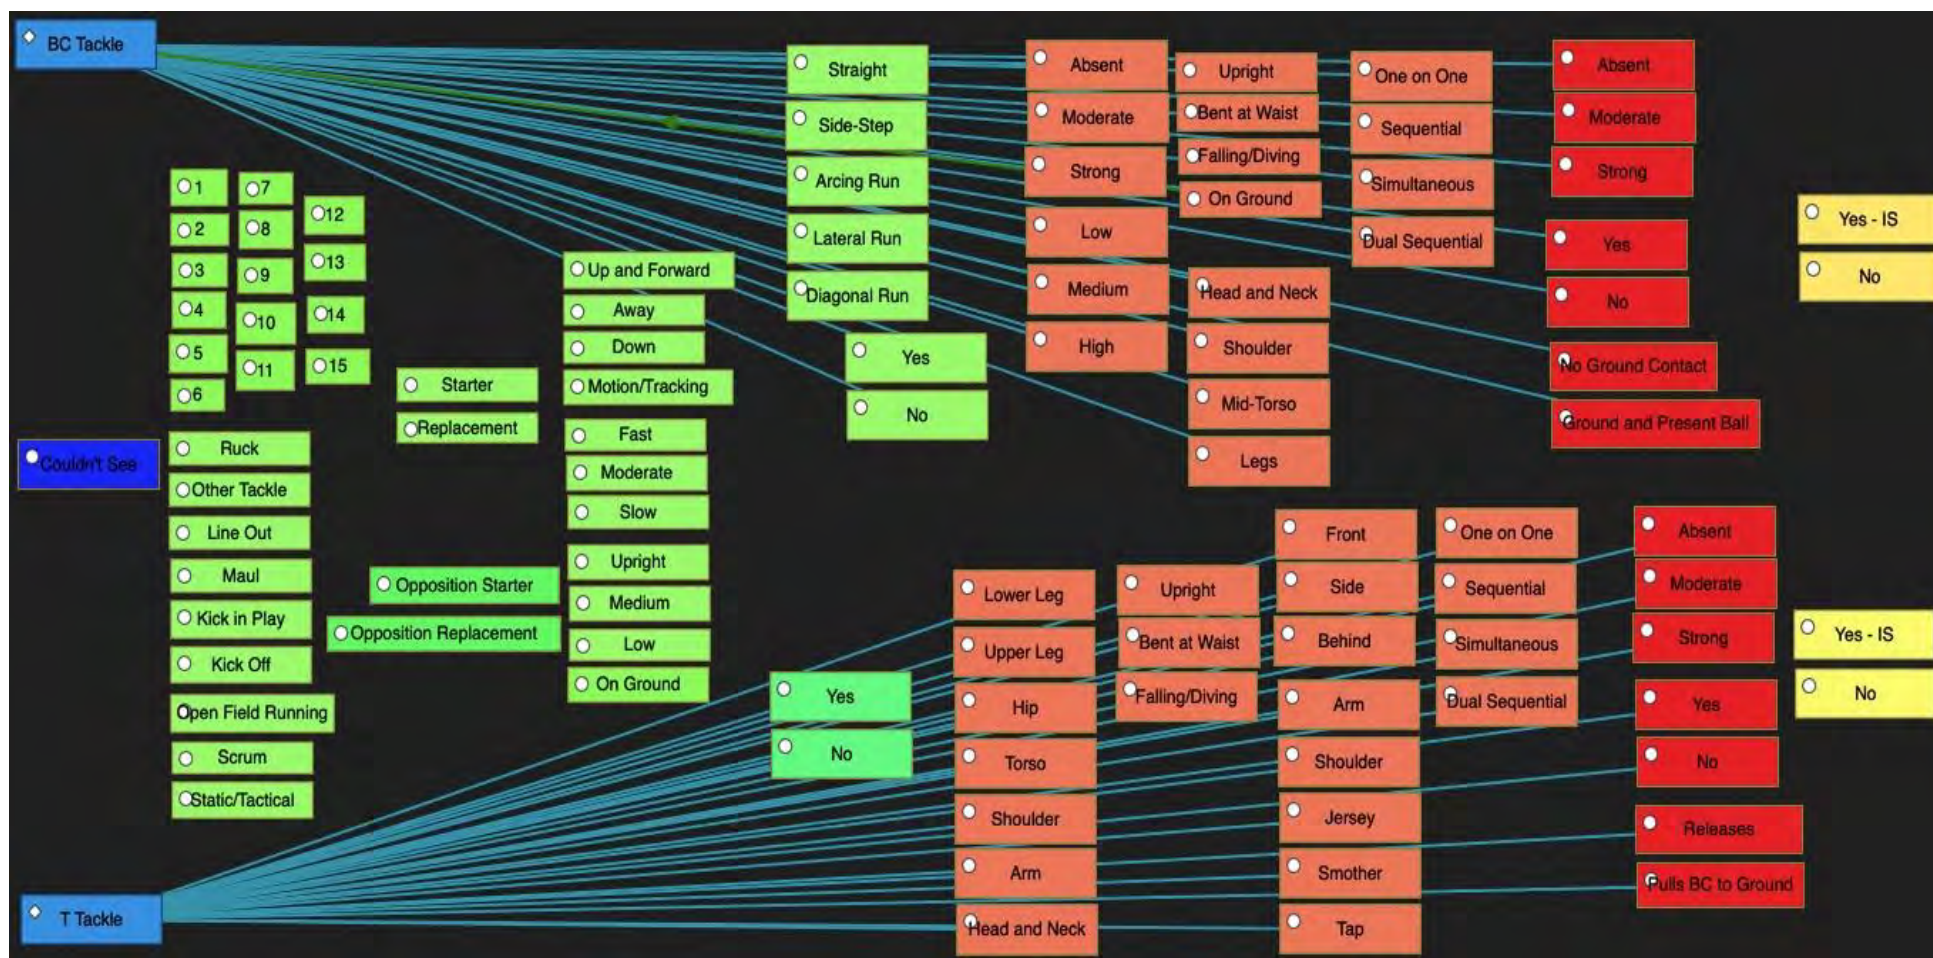 BC Tackle
Couldn't See
T Tackle
1
2
3
4
5
6
7
8
9
10
11
12
13
14
15
Ruck
Other Tackle
Line Out
Maul
Kick in Play
Kick Off
Open Field Running
Scrum
Static/Tactical
Starter
Replacement
Opposition Starter
Opposition Replacement
Up and Forward
Away
Down
Motion/Tracking
Fast
Moderate
Slow
Upright
Medium
Low
On Ground
Straight
Side-Step
Arcing Run
Lateral Run
Diagonal Run
Yes
No
Absent
Moderate
Strong
Low
Medium
High
Upright
Bent at Waist
Falling/Diving
On Ground
Head and Neck
Shoulder
Mid-Torso
Legs
One on One
Sequential
Simultaneous
Dual Sequential
Absent
Moderate
Strong
Yes
No
No Ground Contact
Ground and Present Ball
Yes - IS
No
Yes
No
Lower Leg
Upper Leg
Hip
Torso
Shoulder
Arm
Head and Neck
Upright
Bent at Waist
Falling/Diving
Front
Side
Behind
Arm
Shoulder
Jersey
Smother
Tap
One on One
Sequential
Simultaneous
Dual Sequential
Absent
Moderate
Strong
Yes
No
Releases
Pulls BC to Ground
Yes - IS
No